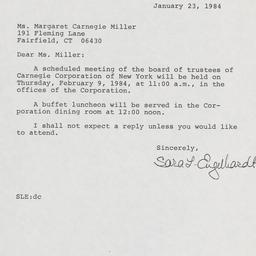 January 23, 1984
Ms. Margaret Carnegie Miller
191 Fleming Lane
Fairfield, CT 06430
Dear Ms. Miller:
A scheduled meeting of the board of trustees of
Carnegie Corporation of New York will be held on
Thursday, February 9, 1984, at 11:00 a.m., in the
offices of the Corporation.
A buffet luncheon will be served in the Cor-
poration dining room at 12:00 noon.
I shall not expect a reply unless you would like
to attend.
Sincerely,
Sara L. Engelhardt
SLE:dc